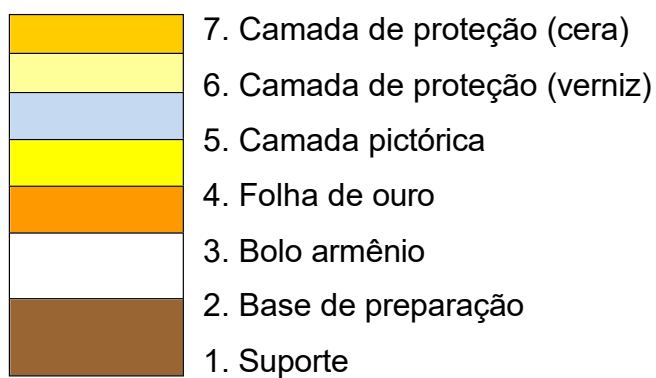 7. Camada de proteção (cera)
6. Camada de proteção (verniz)
5. Camada pictórica
4. Folha de ouro
3. Bolo armênio
2. Base de preparação
1. Suporte